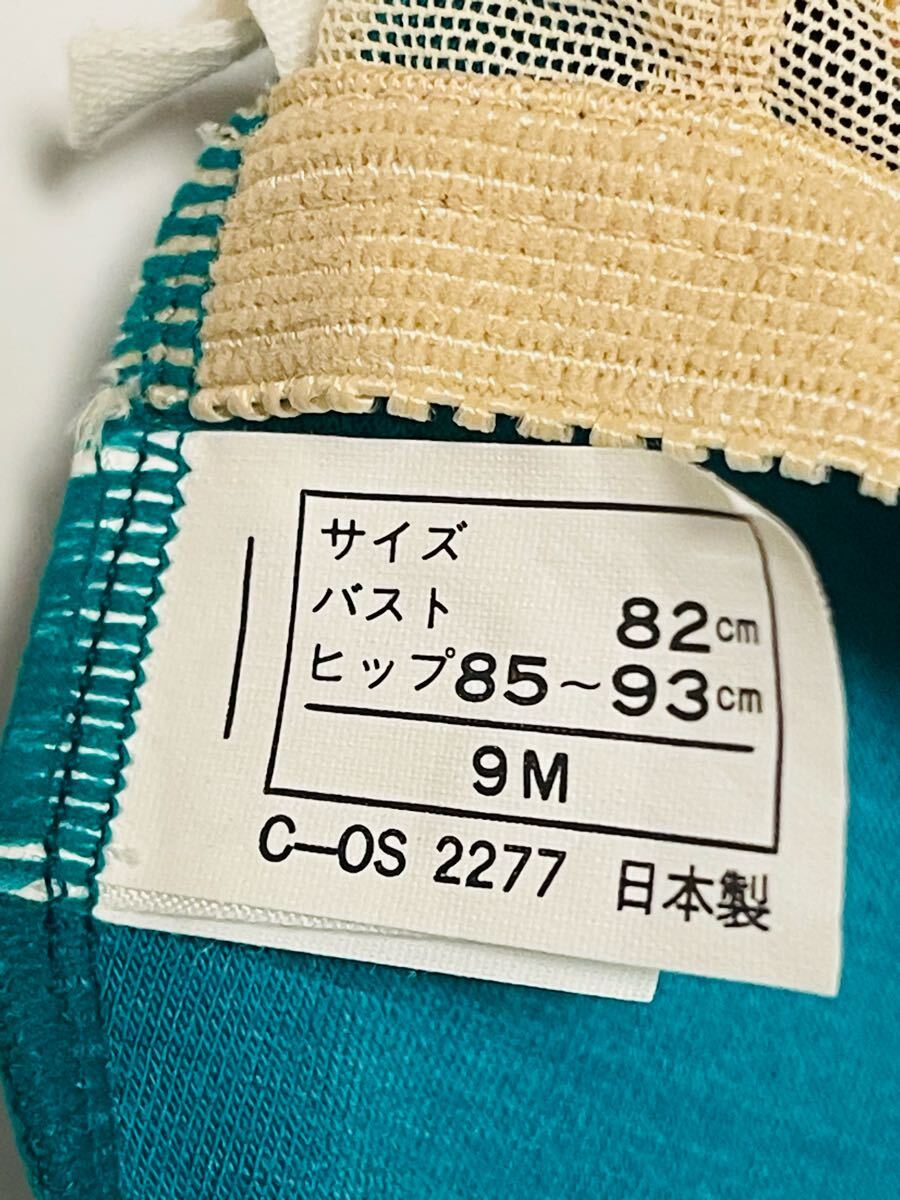 サイズ
バスト 82cm
ヒップ85～93cm
9M
C-OS 2277 日本製